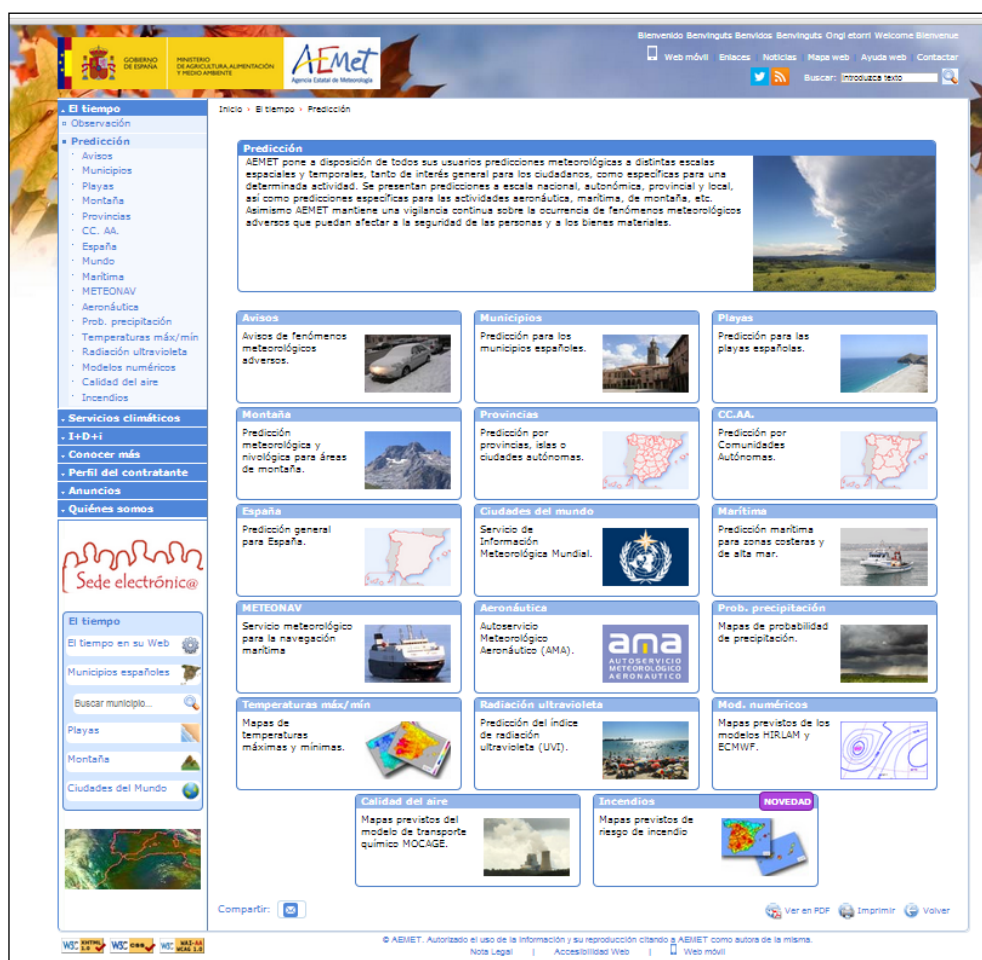 Bienvenido Benvinguts Benvidos Benvinguts Ongi etorri Welcome Bienvenue
GOBIERNO
DE ESPAÑA
MINISTERIO
DE AGRICULTURA, ALIMENTACIÓN
Y MEDIO AMBIENTE
AEMet
Agencia Estatal de Meteorología
Web móvil Enlaces Noticias Mapa web Ayuda web Contactar
Buscar: Introduzca texto
El tiempo
Observación
Predicción
Avisos
Municipios
Playas
Montaña
Provincias
CC. AA.
España
Mundo
Marítima
METEONAV
Aeronáutica
Prob. precipitación
Temperaturas máx/mín
Radiación ultravioleta
Modelos numéricos
Calidad del aire
Incendios
Servicios climáticos
I+D+i
Conocer más
Perfil del contratante
Anuncios
Quiénes somos
Sede electrónic@
El tiempo
El tiempo en su Web
Municipios españoles
Buscar municipio...
Playas
Montaña
Ciudades del Mundo
Inicio › El tiempo › Predicción
Predicción
AEMET pone a disposición de todos sus usuarios predicciones meteorológicas a distintas escalas
espaciales y temporales, tanto de interés general para los ciudadanos, como específicas para una
determinada actividad. Se presentan predicciones a escala nacional, autonómica, provincial y local,
así como predicciones específicas para las actividades aeronáutica, marítima, de montaña, etc.
Asimismo AEMET mantiene una vigilancia continua sobre la ocurrencia de fenómenos meteorológicos
adversos que puedan afectar a la seguridad de las personas y a los bienes materiales.
Avisos
Avisos de fenómenos
meteorológicos
adversos.
Municipios
Predicción para los
municipios españoles.
Playas
Predicción para las
playas españolas.
Montaña
Predicción
meteorológica y
nivológica para áreas
de montaña.
Provincias
Predicción por
provincias, islas o
ciudades autónomas.
CC.AA.
Predicción por
Comunidades
Autónomas.
España
Predicción general
para España.
Ciudades del mundo
Servicio de
Información
Meteorológica Mundial.
Marítima
Predicción marítima
para zonas costeras y
de alta mar.
METEONAV
Servicio meteorológico
para la navegación
marítima
Aeronáutica
Autoservicio
Meteorológico
Aeronáutico (AMA).
ama
AUTOSERVICIO
METEOROLÓGICO
AERONAUTICO
Prob. precipitación
Mapas de probabilidad
de precipitación.
Temperaturas máx/mín
Mapas de
temperaturas
máximas y mínimas.
Radiación ultravioleta
Predicción del índice
de radiación
ultravioleta (UVI).
Mod. numéricos
Mapas previstos de los
modelos HIRLAM y
ECMWF.
Calidad del aire
Mapas previstos del
modelo de transporte
químico MOCAGE.
Incendios
NOVEDAD
Mapas previstos de
riesgo de incendio
Compartir:
Ver en PDF Imprimir Volver
W3C XHTML 1.0 W3C css W3C WAI-AA WCAG 1.0
© AEMET. Autorizado el uso de la información y su reproducción citando a AEMET como autora de la misma.
Nota Legal | Accesibilidad Web | Web móvil